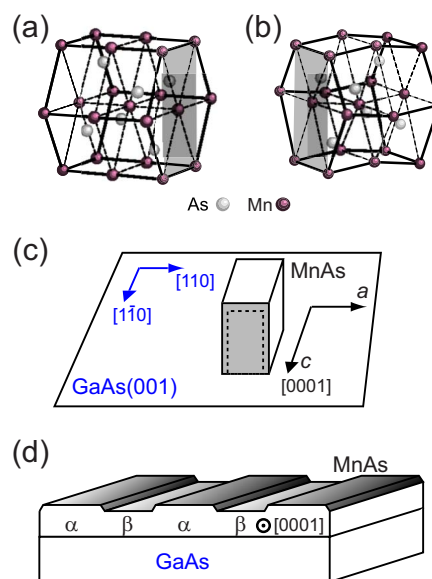 (a) (b)
As Mn
(c)
MnAs
[110]
a
[11̄0]
c
GaAs(001) [0001]
(d)
MnAs
α β α β [0001]
GaAs